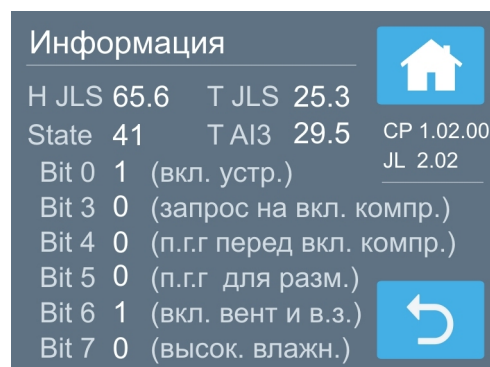 Информация
H JLS 65.6 T JLS 25.3
State 41 T AI3 29.5 CP 1.02.00
JL 2.02
Bit 0 1 (вкл. устр.)
Bit 3 0 (запрос на вкл. компр.)
Bit 4 0 (п.г.г перед вкл. компр.)
Bit 5 0 (п.г.г для разм.)
Bit 6 1 (вкл. вент и в.з.)
Bit 7 0 (высок. влажн.)